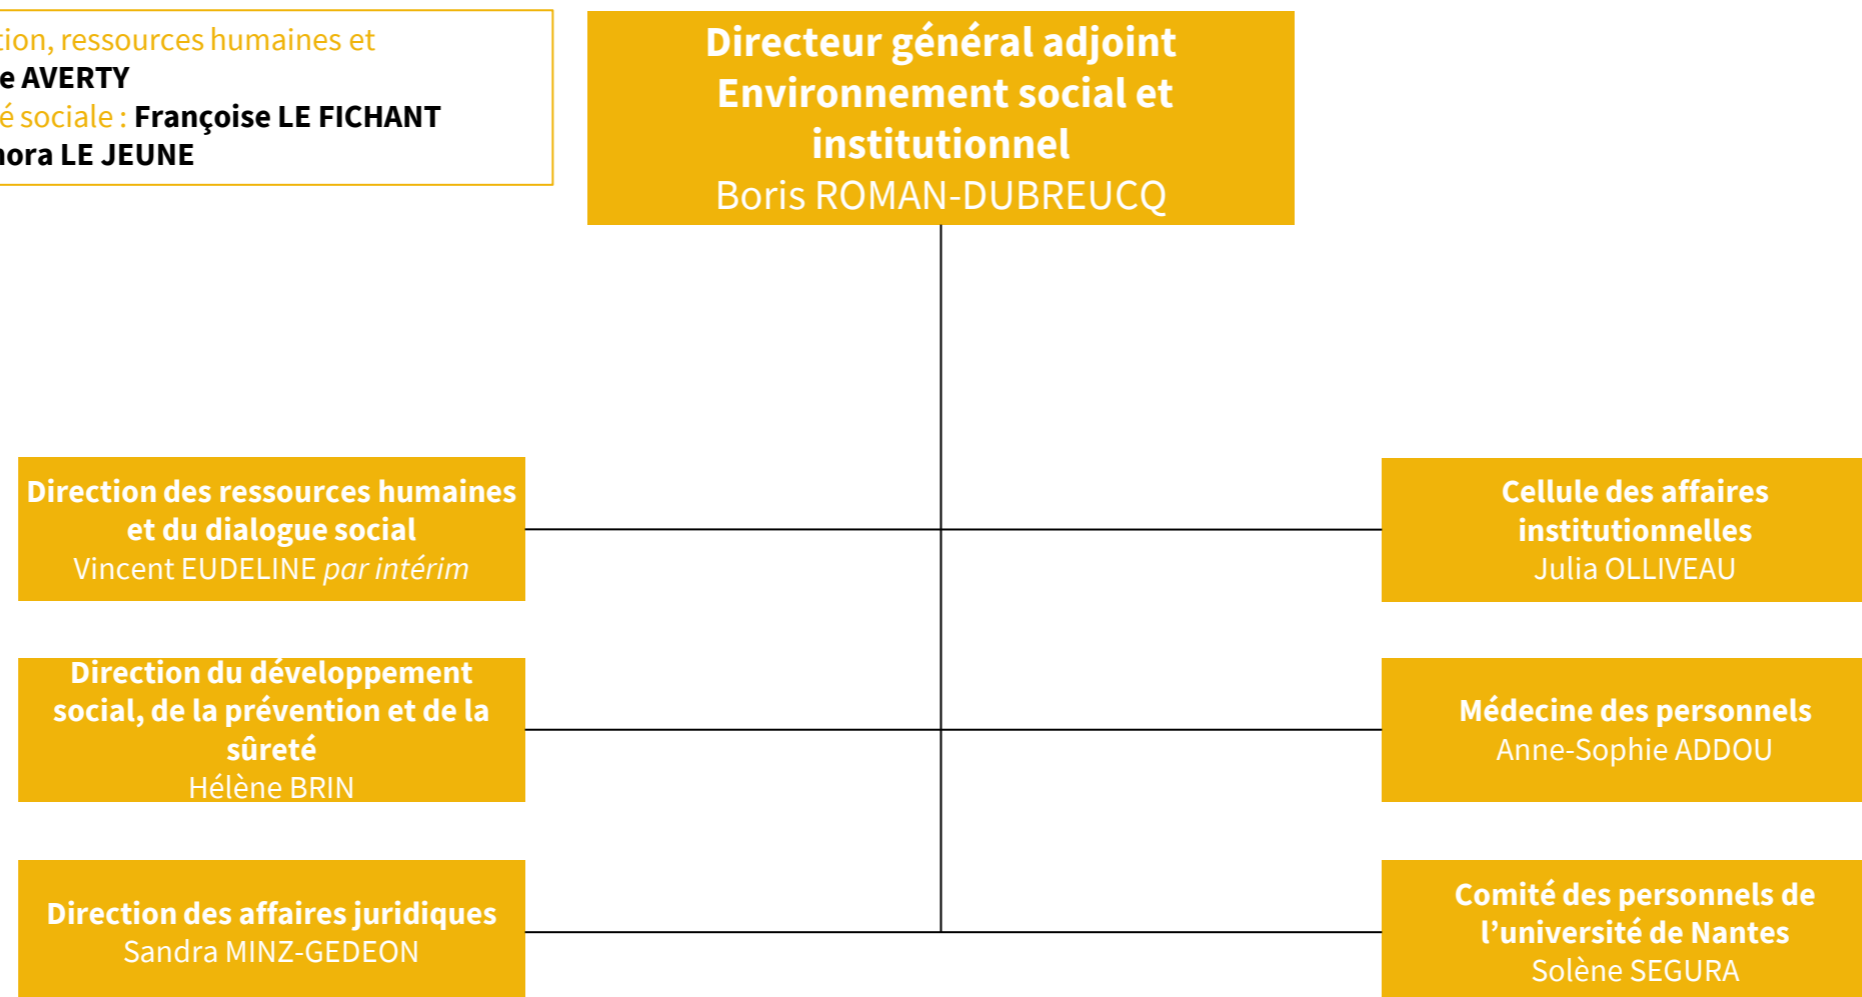 ressources humaines et
AVERTY
sociale : Françoise LE FICHANT
LE JEUNE
Directeur général adjoint
Environnement social et
institutionnel
Boris ROMAN-DUBREUCQ
Direction des ressources humaines
et du dialogue social
Vincent EUDELINE par intérim
Cellule des affaires
institutionnelles
Julia OLLIVEAU
Direction du développement
social, de la prévention et de la
sûreté
Hélène BRIN
Médecine des personnels
Anne-Sophie ADDOU
Direction des affaires juridiques
Sandra MINZ-GEDEON
Comité des personnels de
l’université de Nantes
Solène SEGURA